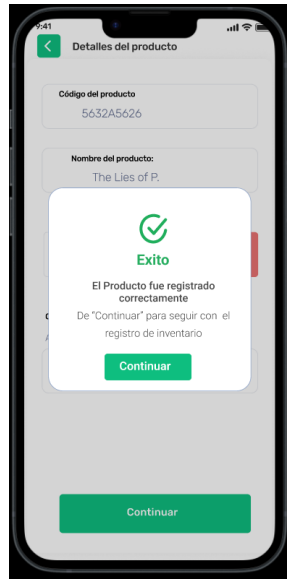 9:41
Detalles del producto
Código del producto
5632A5626
Nombre del producto:
The Lies of P.
Exito
El Producto fue registrado
correctamente
De "Continuar" para seguir con el
registro de inventario
Continuar
Continuar